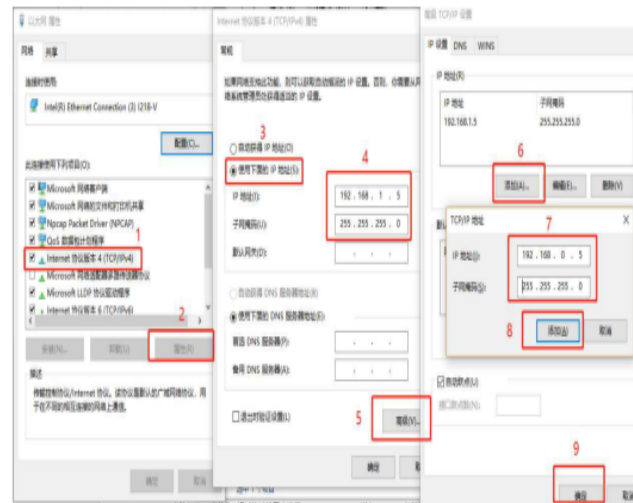 以太网 属性
网络 共享
连接时使用:
Intel(R) Ethernet Connection (3) I218-V
配置(C)...
此连接使用下列项目(O):
Microsoft 网络客户端
Microsoft 网络的文件和打印机共享
Npcap Packet Driver (NPCAP)
QoS 数据包计划程序
1
Internet 协议版本 4 (TCP/IPv4)
Microsoft 网络适配器多路传送器协议
Microsoft LLDP 协议驱动程序
Internet 协议版本 6 (TCP/IPv6)
2
安装(N)...
卸载(U)
属性(R)
描述
传输控制协议/Internet 协议。该协议是默认的广域网络协议，用
于在不同的相互连接的网络上通信。
确定
取消
Internet 协议版本 4 (TCP/IPv4) 属性
常规
如果网络支持此功能，则可以获取自动指派的 IP 设置。否则，你需要从网
络系统管理员处获得适当的 IP 设置。
3
自动获得 IP 地址(O)
4
使用下面的 IP 地址(S):
IP 地址(I):
192 . 168 . 1 . 5
子网掩码(U):
255 . 255 . 255 . 0
默认网关(D):
自动获得 DNS 服务器地址(B)
使用下面的 DNS 服务器地址(E):
首选 DNS 服务器(P):
备用 DNS 服务器(A):
退出时验证设置(L)
5
高级(V)...
确定
高级 TCP/IP 设置
IP 设置 DNS WINS
IP 地址(R)
IP 地址
子网掩码
192.168.1.5
255.255.255.0
6
添加(A)...
编辑(E)...
删除(V)
TCP/IP 地址
X
7
IP 地址(I):
192 . 168 . 0 . 5
子网掩码(S):
255 . 255 . 255 . 0
8
添加(A)
取消
自动跃点(U)
接口跃点数(N):
9
确定